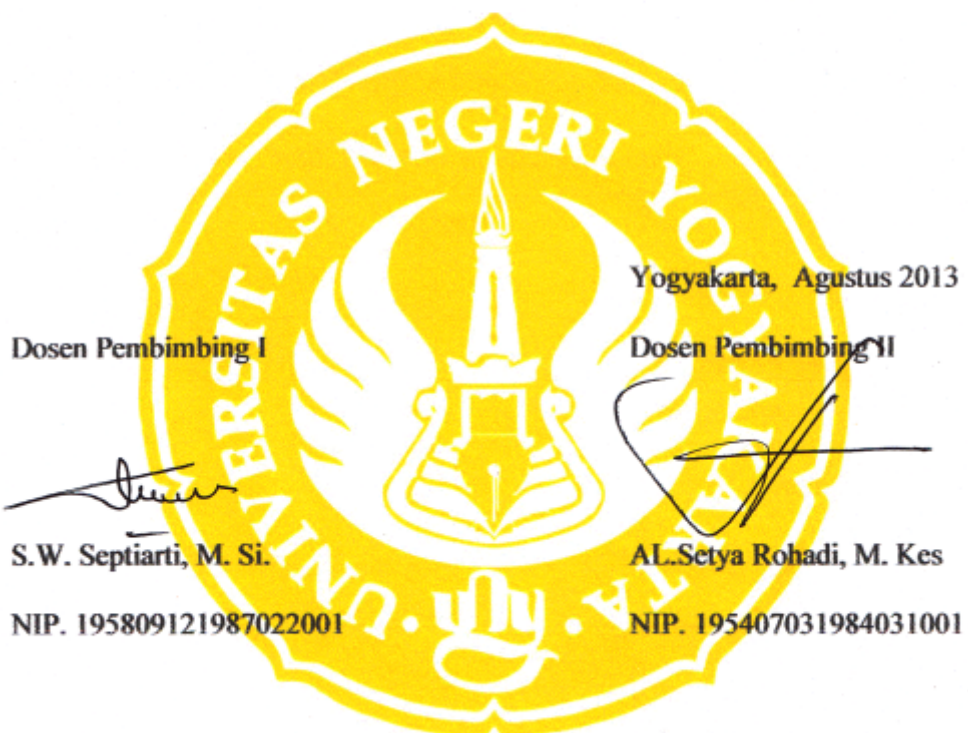 UNIVERSITAS NEGERI YOGYAKARTA
Yogyakarta, Agustus 2013
Dosen Pembimbing I
Dosen Pembimbing II
S.W. Septiarti, M. Si.
AL.Setya Rohadi, M. Kes
NIP. 195809121987022001
NIP. 195407031984031001
uny